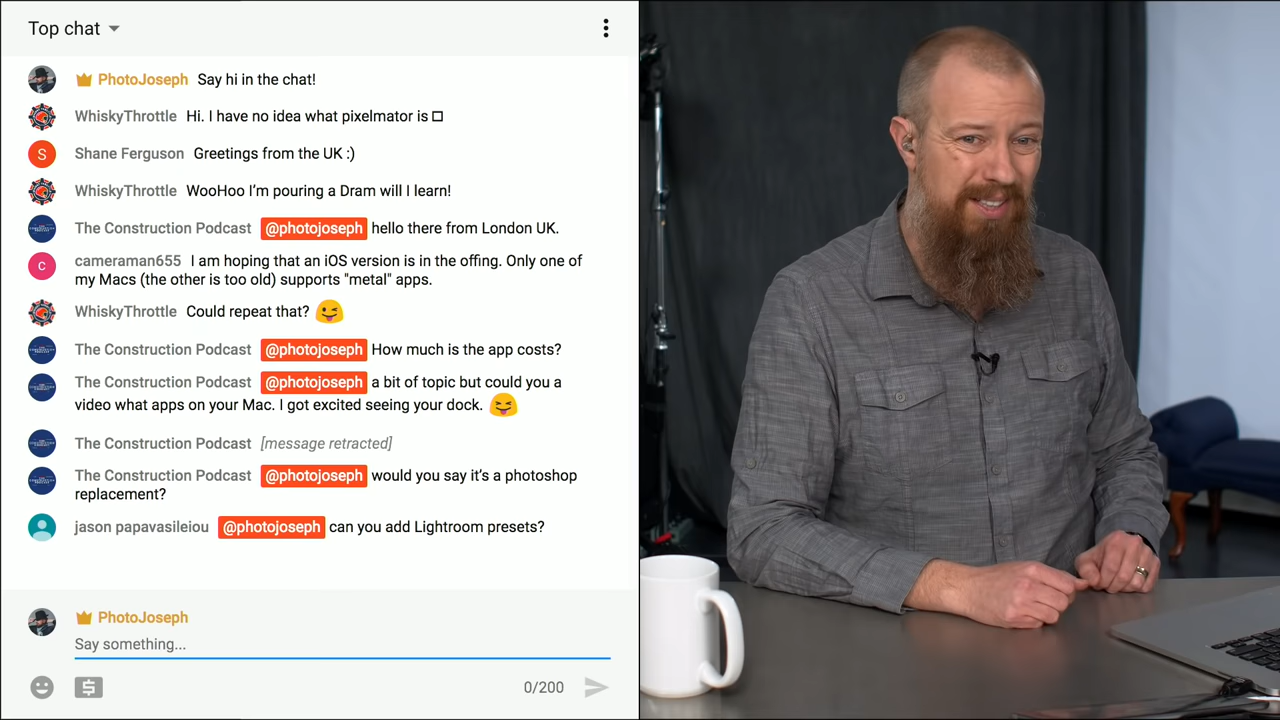 Top chat
PhotoJoseph Say hi in the chat!
WhiskyThrottle Hi. I have no idea what pixelmator is
S
Shane Ferguson Greetings from the UK :)
WhiskyThrottle WooHoo I'm pouring a Dram will I learn!
The Construction Podcast @photojoseph hello there from London UK.
c
cameraman655 I am hoping that an iOS version is in the offing. Only one of
my Macs (the other is too old) supports "metal" apps.
WhiskyThrottle Could repeat that? 😜
The Construction Podcast @photojoseph How much is the app costs?
The Construction Podcast @photojoseph a bit of topic but could you a
video what apps on your Mac. I got excited seeing your dock. 😝
The Construction Podcast [message retracted]
The Construction Podcast @photojoseph would you say it's a photoshop
replacement?
jason papavasileiou @photojoseph can you add Lightroom presets?
PhotoJoseph
Say something...
$
0/200